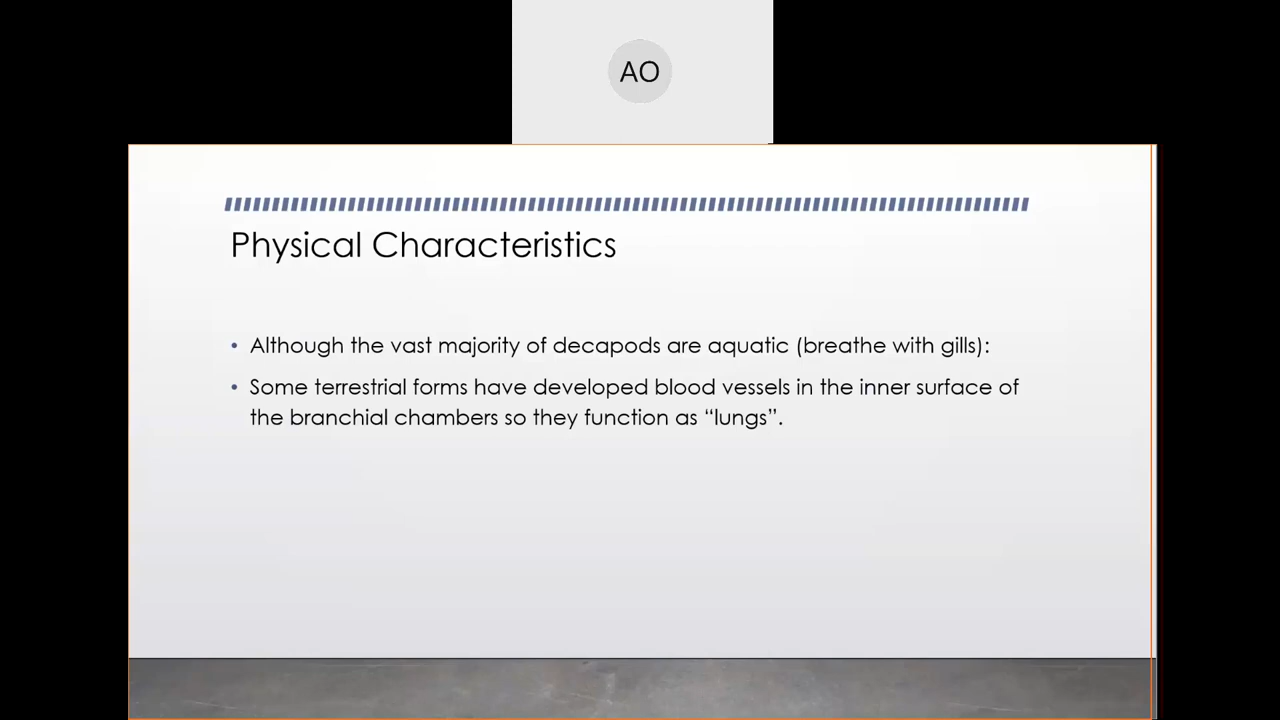 AO
Physical Characteristics
• Although the vast majority of decapods are aquatic (breathe with gills):
• Some terrestrial forms have developed blood vessels in the inner surface of
the branchial chambers so they function as “lungs”.